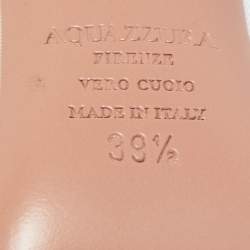 AQUAZZURA
FIRENZE
VERO CUOIO
MADE IN ITALY
39½